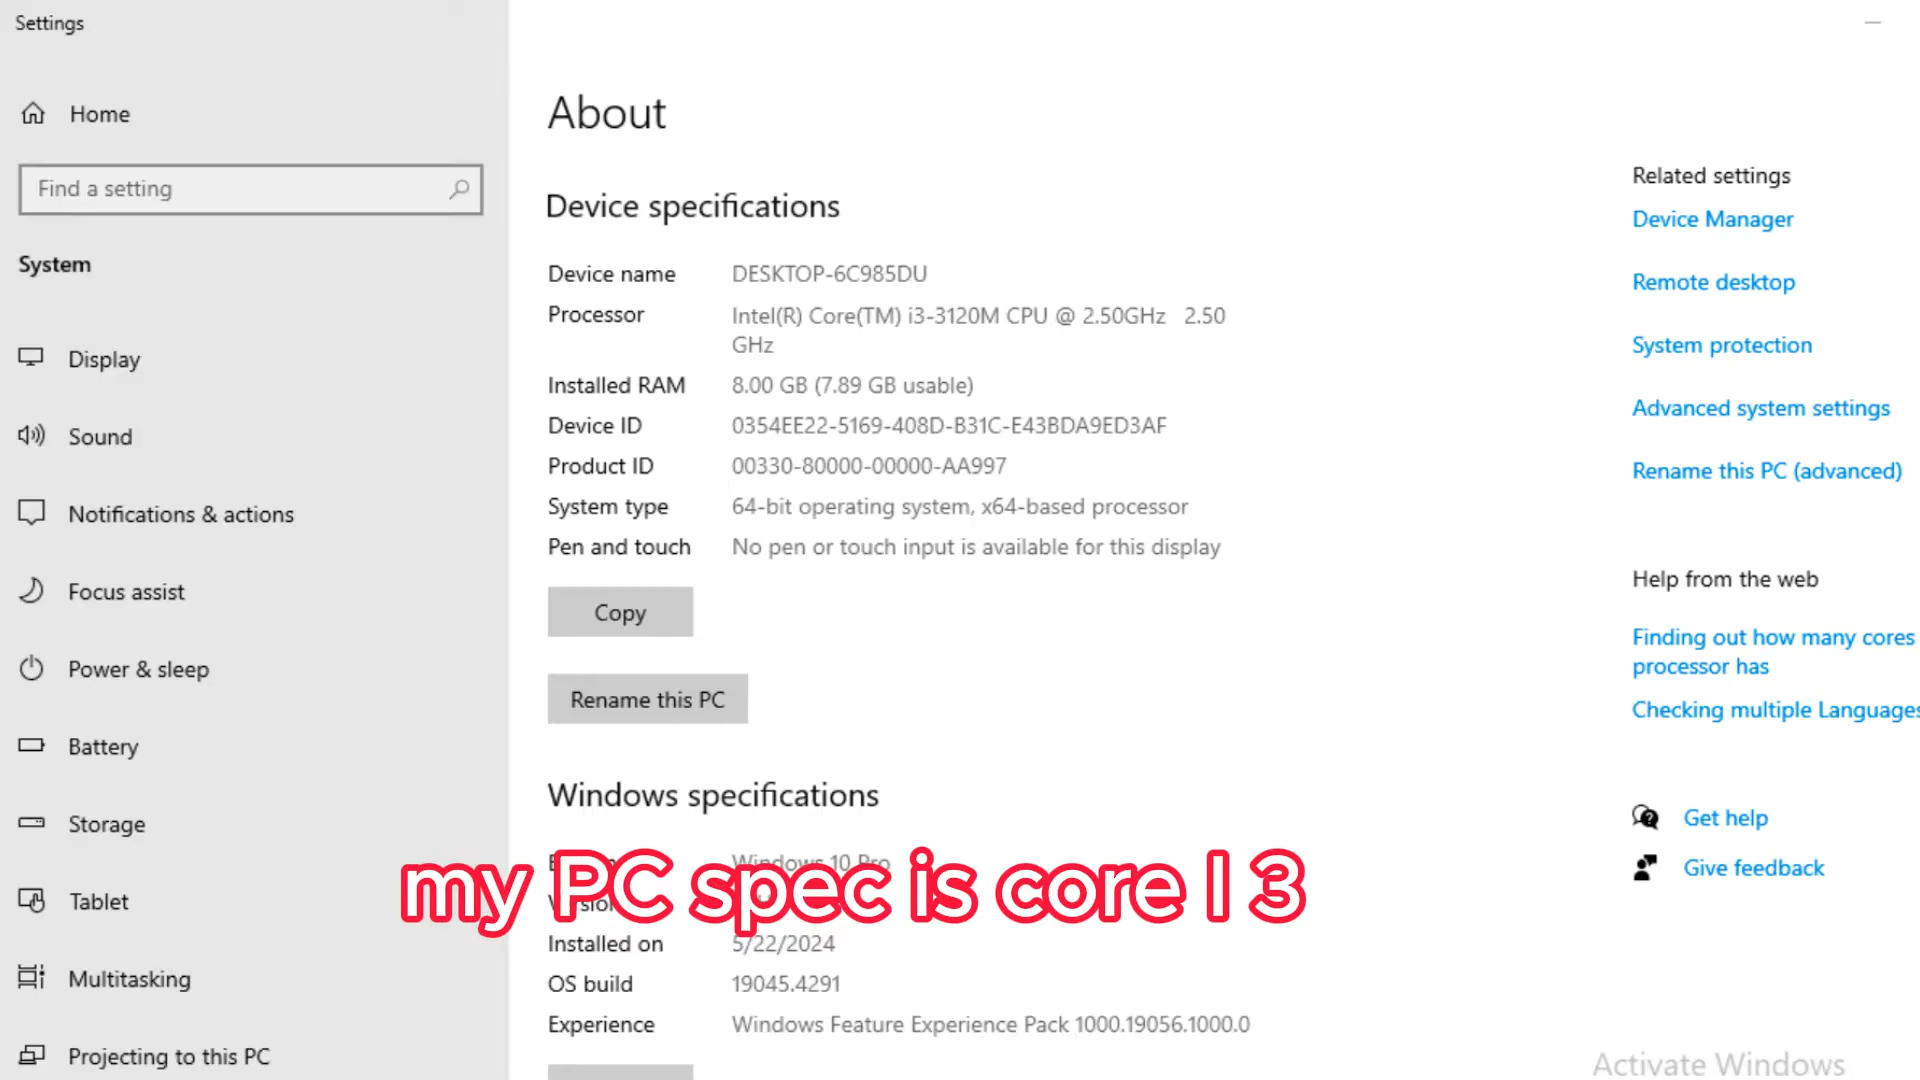 Settings
Home
Find a setting
System
Display
Sound
Notifications & actions
Focus assist
Power & sleep
Battery
Storage
Tablet
Multitasking
Projecting to this PC
About
Device specifications
Device name DESKTOP-6C985DU
Processor Intel(R) Core(TM) i3-3120M CPU @ 2.50GHz 2.50
GHz
Installed RAM 8.00 GB (7.89 GB usable)
Device ID 0354EE22-5169-408D-B31C-E43BDA9ED3AF
Product ID 00330-80000-00000-AA997
System type 64-bit operating system, x64-based processor
Pen and touch No pen or touch input is available for this display
Copy
Rename this PC
Windows specifications
Windows 10 Pro
my PC spec is core I 3
Installed on 5/22/2024
OS build 19045.4291
Experience Windows Feature Experience Pack 1000.19056.1000.0
Related settings
Device Manager
Remote desktop
System protection
Advanced system settings
Rename this PC (advanced)
Help from the web
Finding out how many cores
processor has
Checking multiple Languages
Get help
Give feedback
Activate Windows